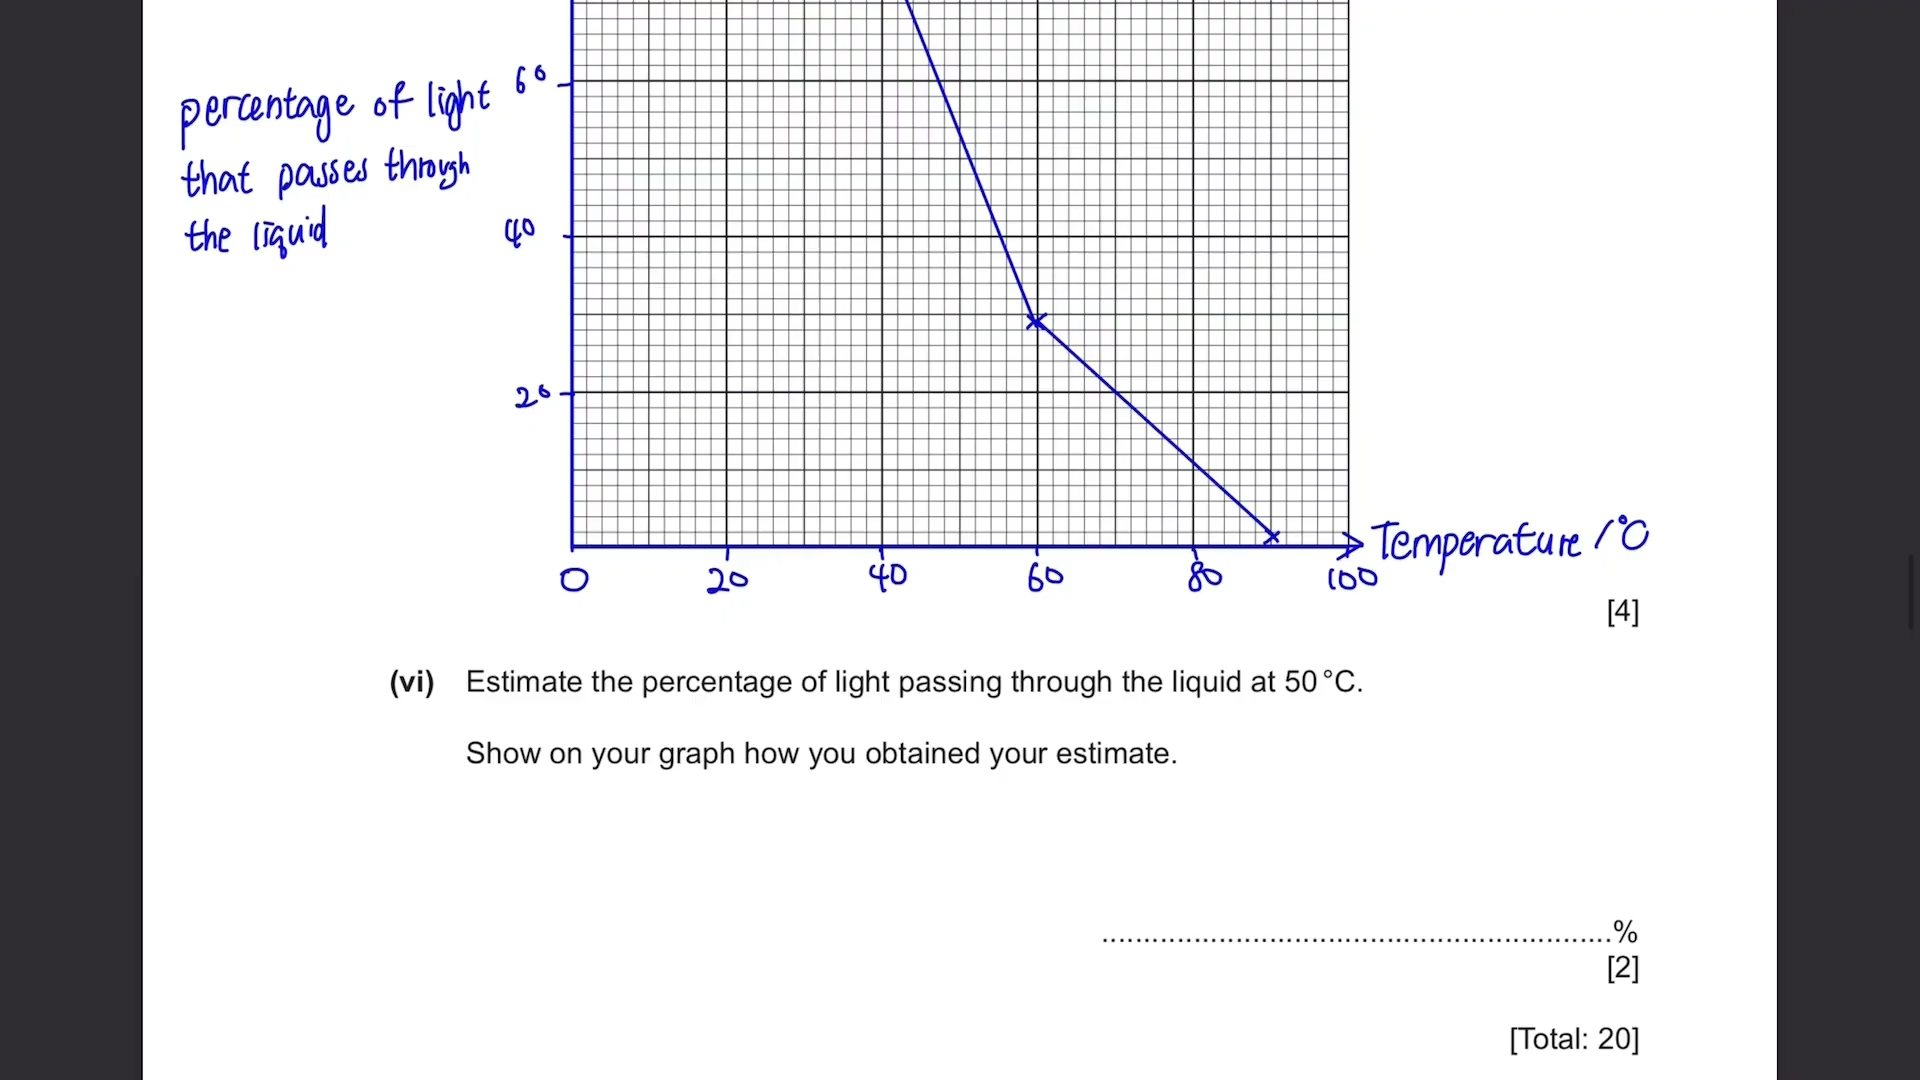 60
percentage of light
that passes through
the liquid
40
20
Temperature /°C
0 20 40 60 80 100
[4]
(vi) Estimate the percentage of light passing through the liquid at 50 °C.
Show on your graph how you obtained your estimate.
............................................................%
[2]
[Total: 20]